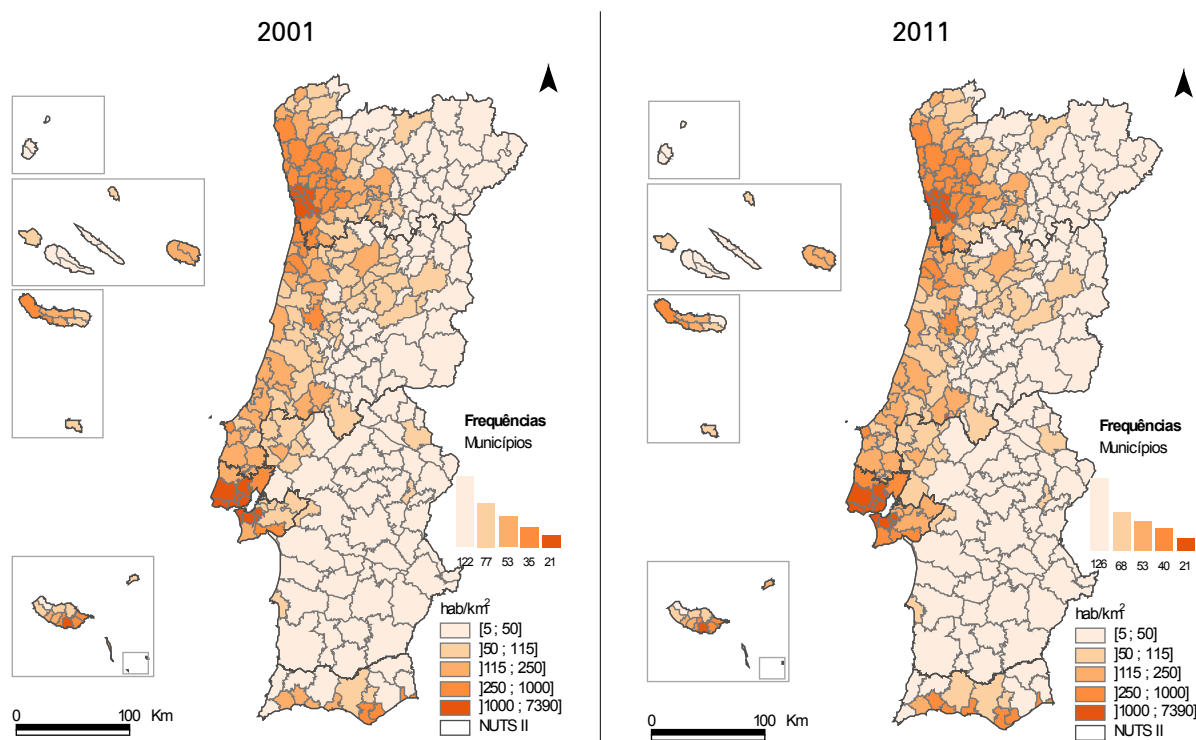 2001
Frequências
Municípios
122 77 53 35 21
hab/km²
[5 ; 50]
]50 ; 115]
]115 ; 250]
]250 ; 1000]
]1000 ; 7390]
NUTS II
0 100 Km
2011
Frequências
Municípios
126 68 53 40 21
hab/km²
[5 ; 50]
]50 ; 115]
]115 ; 250]
]250 ; 1000]
]1000 ; 7390]
NUTS II
0 100 Km